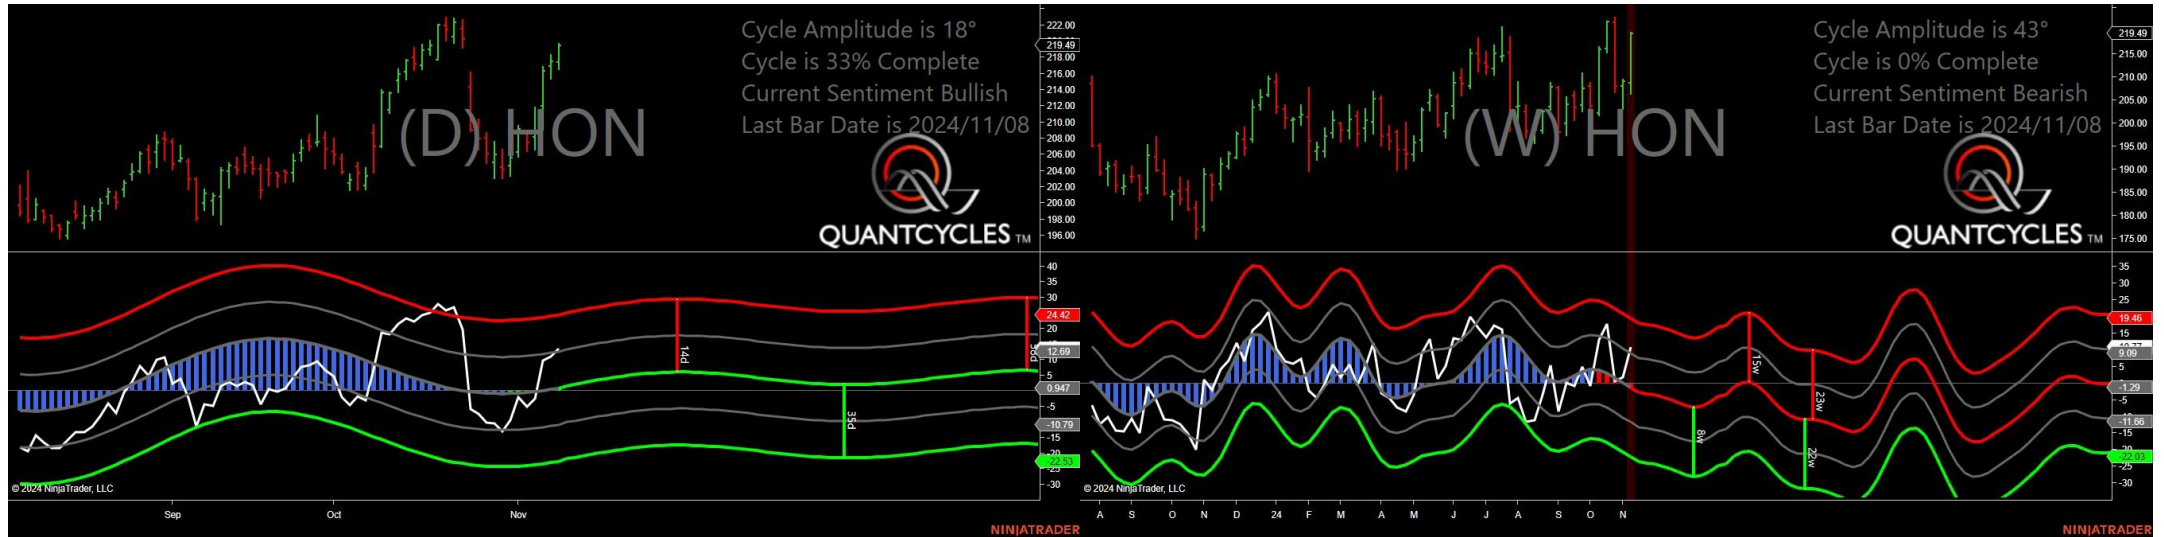 Cycle Amplitude is 18°
Cycle is 33% Complete
Current Sentiment Bullish
Last Bar Date is 2024/11/08
(D) HON
QUANTCYCLES TM
222.00
219.49
218.00
216.00
214.00
212.00
210.00
208.00
206.00
204.00
202.00
200.00
198.00
196.00
40
35
30
24.42
20
12.69
5
0.947
-5
-10.79
-15
-22.53
-25
-30
14d
35d
© 2024 NinjaTrader, LLC
Sep
Oct
Nov
NINJATRADER
Cycle Amplitude is 43°
Cycle is 0% Complete
Current Sentiment Bearish
Last Bar Date is 2024/11/08
(W) HON
QUANTCYCLES TM
219.49
215.00
210.00
205.00
200.00
195.00
190.00
185.00
180.00
175.00
35
30
25
19.46
15
9.09
5
-1.29
-5
-11.66
-15
-22.03
-25
-30
15w
23w
8w
22w
© 2024 NinjaTrader, LLC
A
S
O
N
D
24
F
M
A
M
J
J
A
S
O
N
NINJATRADER